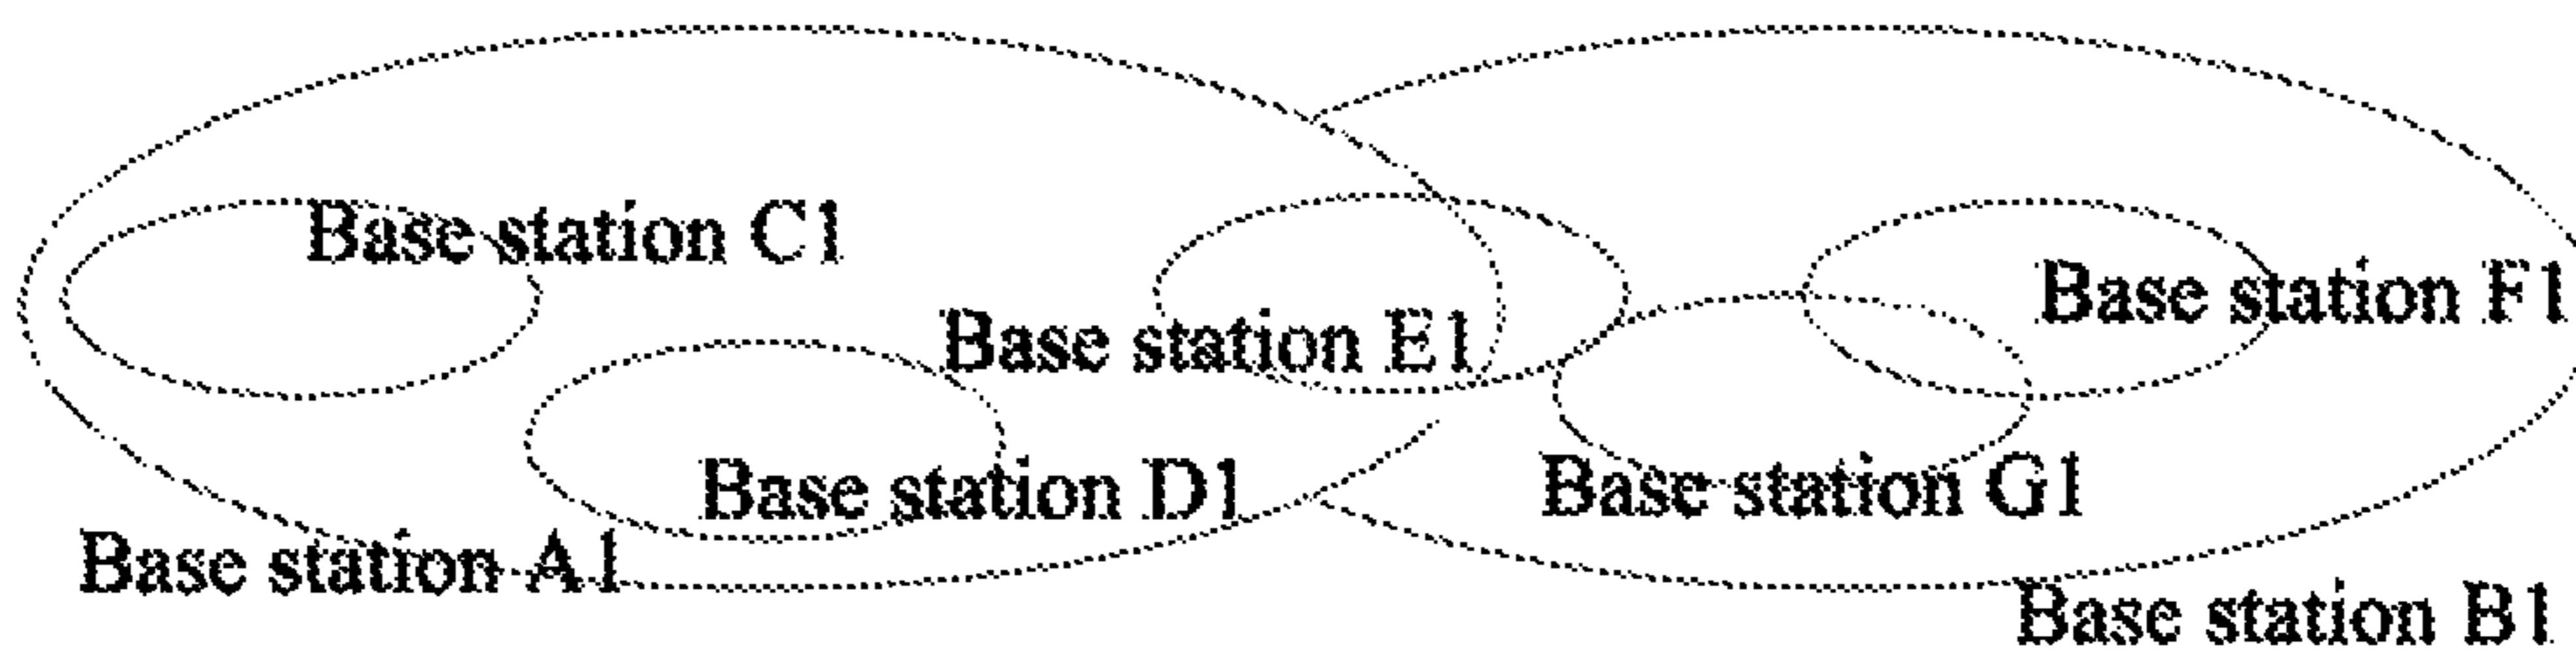 Base station C1
Base station F1
Base station E1
Base station D1
Base station G1
Base station A1
Base station B1